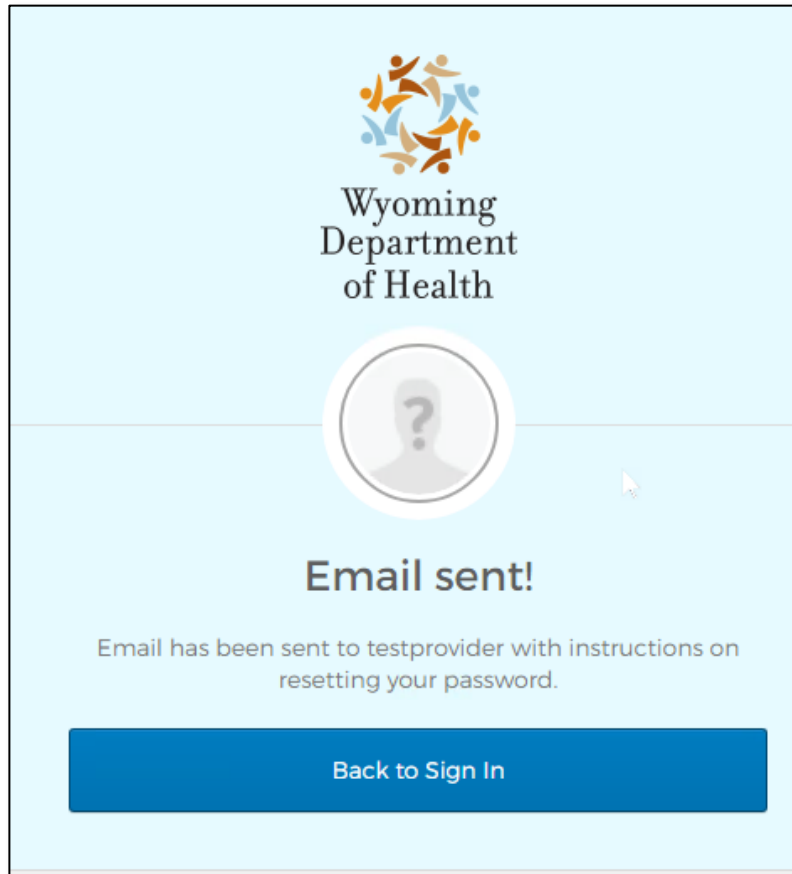 Wyoming
Department
of Health
?
Email sent!
Email has been sent to testprovider with instructions on
resetting your password.
Back to Sign In